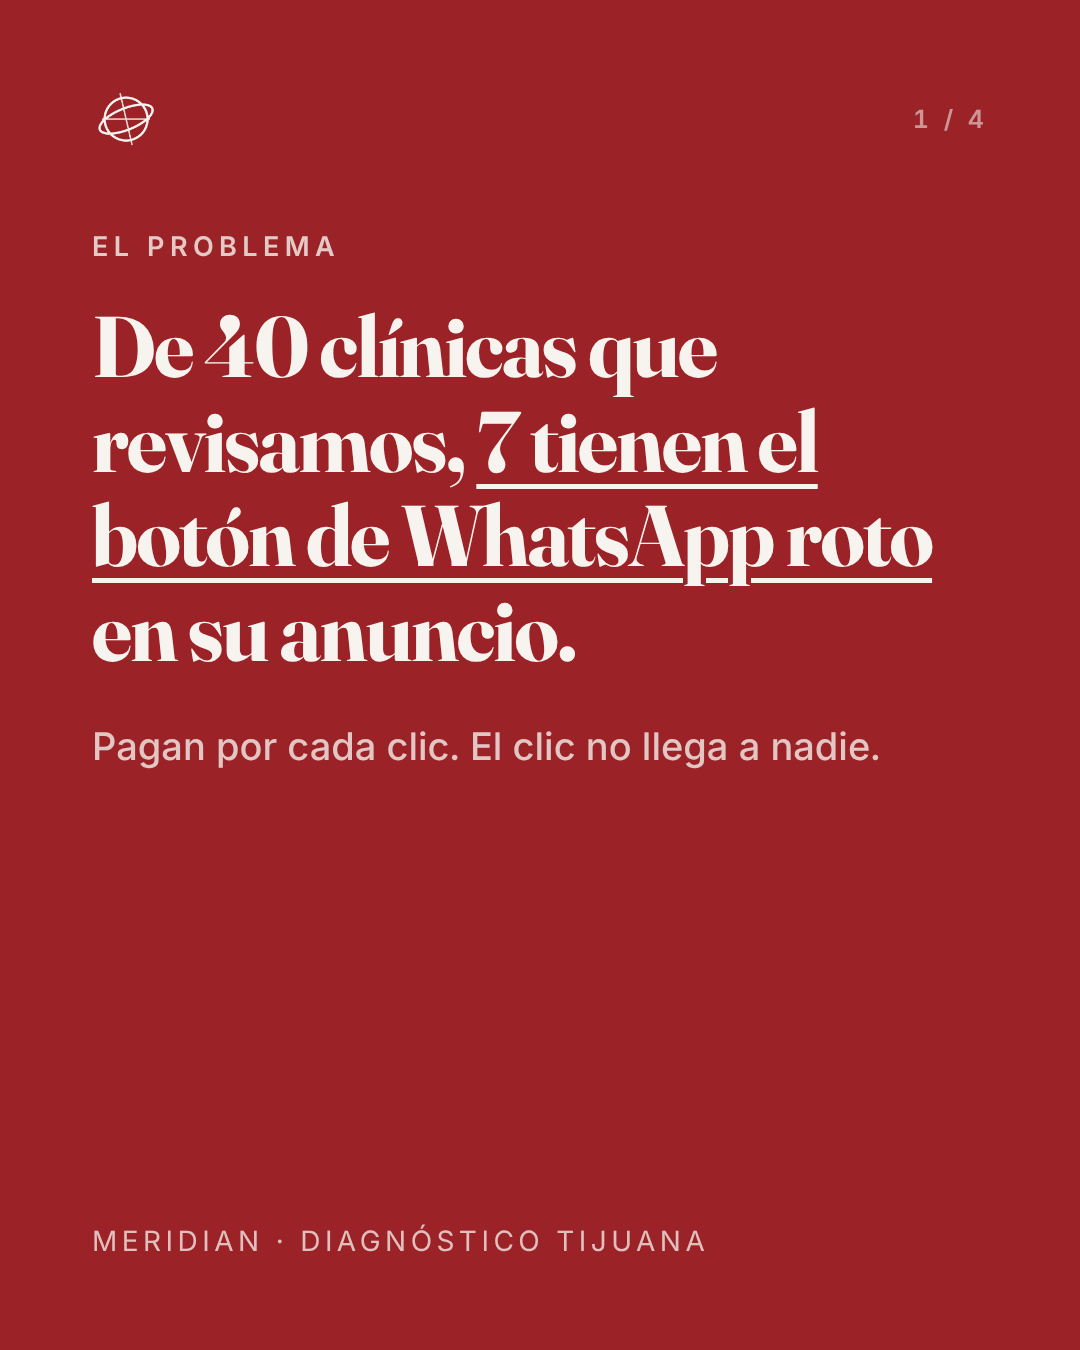 1 / 4
EL PROBLEMA
De 40 clínicas que
revisamos, 7 tienen el
botón de WhatsApp roto
en su anuncio.
Pagan por cada clic. El clic no llega a nadie.
MERIDIAN · DIAGNÓSTICO TIJUANA